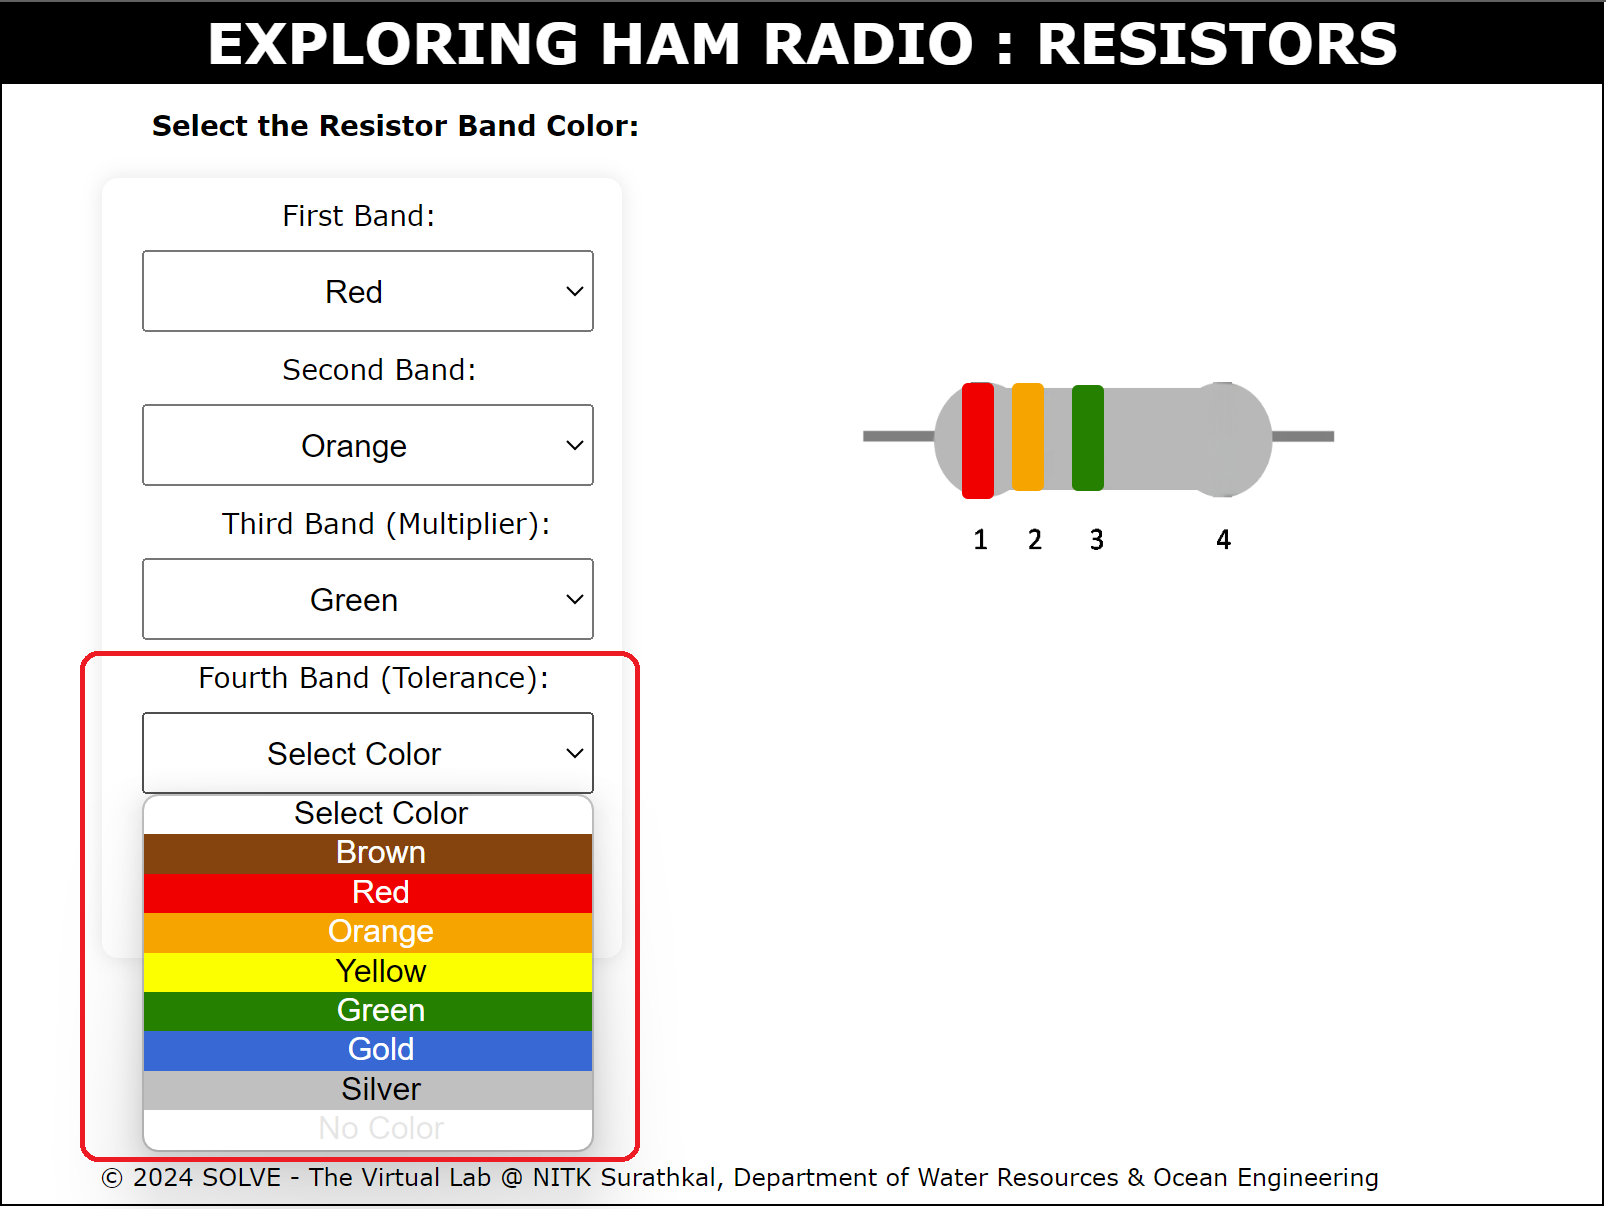 EXPLORING HAM RADIO : RESISTORS
Select the Resistor Band Color:
First Band:
Red
Second Band:
Orange
Third Band (Multiplier):
Green
Fourth Band (Tolerance):
Select Color
Select Color
Brown
Red
Orange
Yellow
Green
Gold
Silver
No Color
1 2 3 4
© 2024 SOLVE - The Virtual Lab @ NITK Surathkal, Department of Water Resources & Ocean Engineering